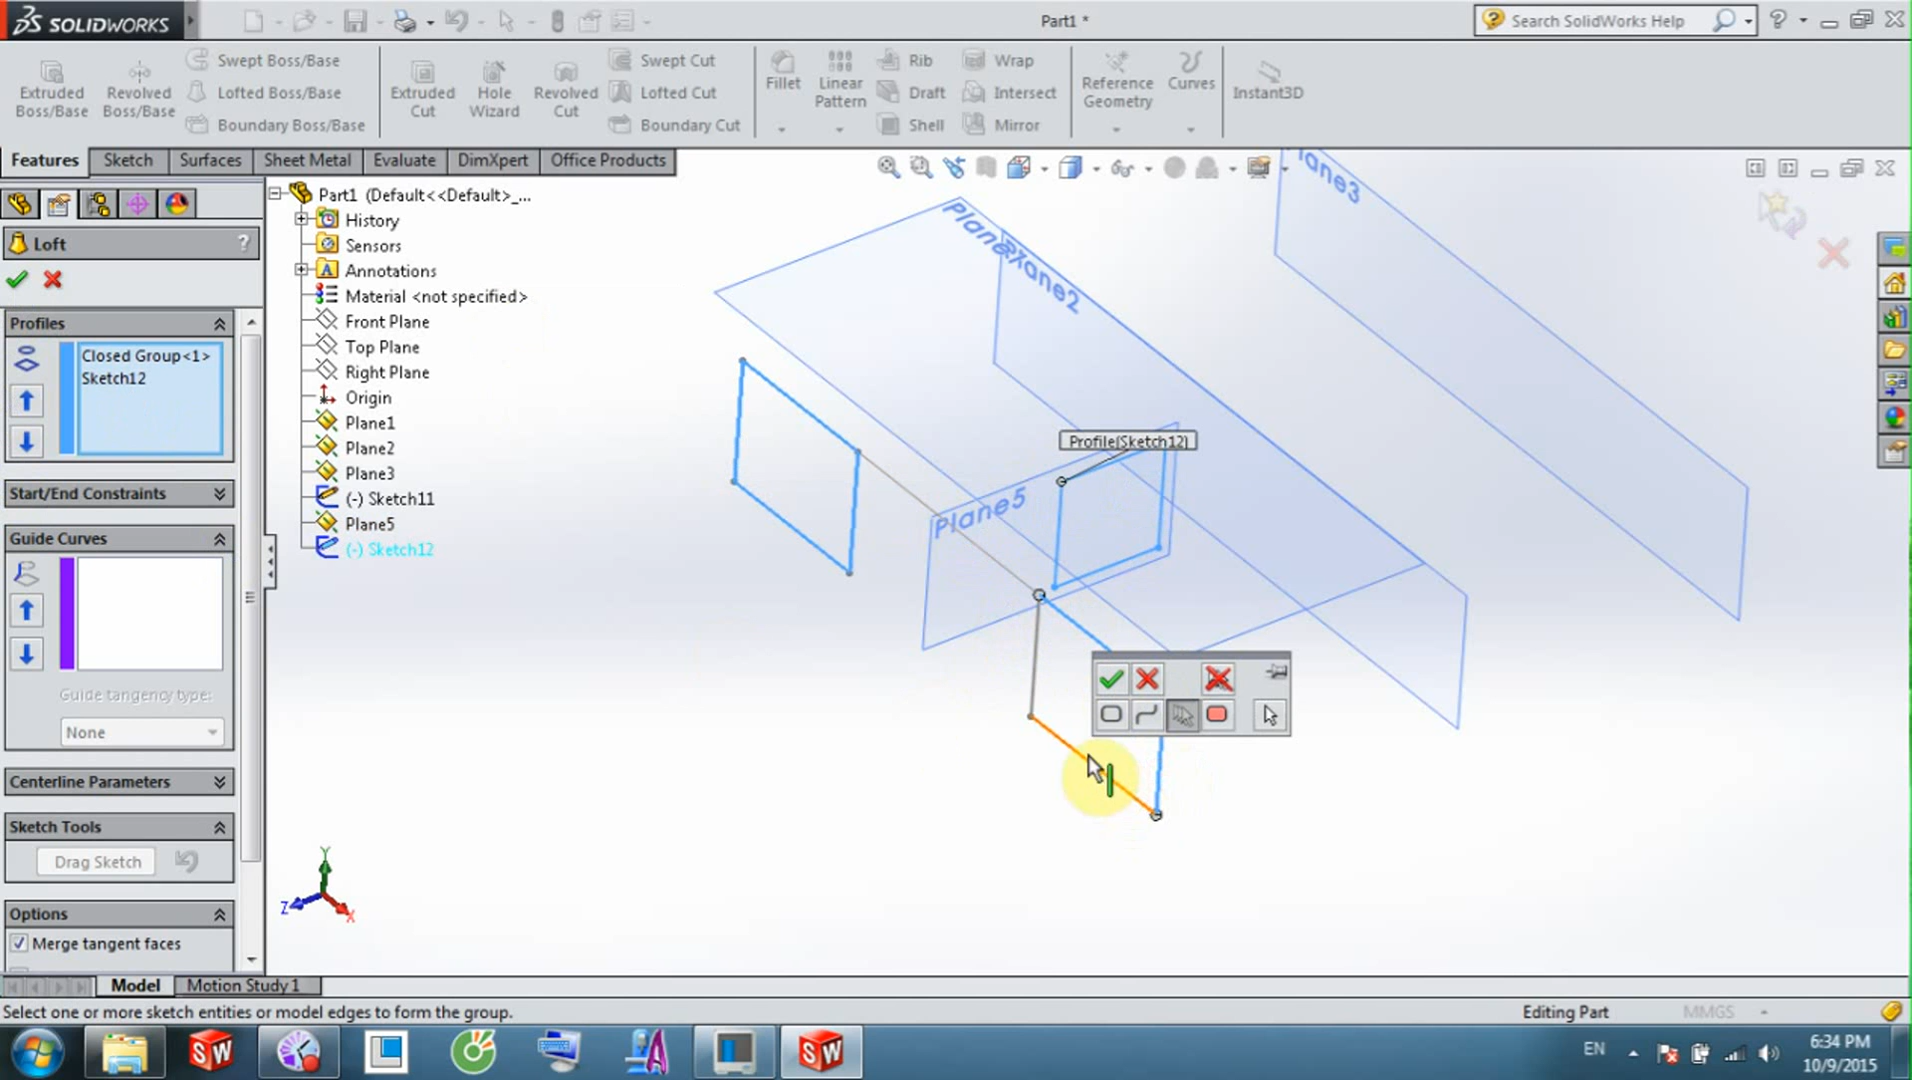 SOLIDWORKS
Part1 *
Search SolidWorks Help
Extruded Boss/Base
Revolved Boss/Base
Swept Boss/Base
Lofted Boss/Base
Boundary Boss/Base
Extruded Cut
Hole Wizard
Revolved Cut
Swept Cut
Lofted Cut
Boundary Cut
Fillet
Linear Pattern
Rib
Draft
Shell
Wrap
Intersect
Mirror
Reference Geometry
Curves
Instant3D
Features
Sketch
Surfaces
Sheet Metal
Evaluate
DimXpert
Office Products
Loft
?
Profiles
Closed Group<1>
Sketch12
Start/End Constraints
Guide Curves
Guide tangency type:
None
Centerline Parameters
Sketch Tools
Drag Sketch
Options
Merge tangent faces
Part1 (Default<<Default>_...
History
Sensors
Annotations
Material <not specified>
Front Plane
Top Plane
Right Plane
Origin
Plane1
Plane2
Plane3
(-) Sketch11
Plane5
(-) Sketch12
Plane2
lane3
Profile(Sketch12)
Plane5
Y
Z
X
Model
Motion Study 1
Select one or more sketch entities or model edges to form the group.
Editing Part
MMGS
EN
6:34 PM
10/9/2015